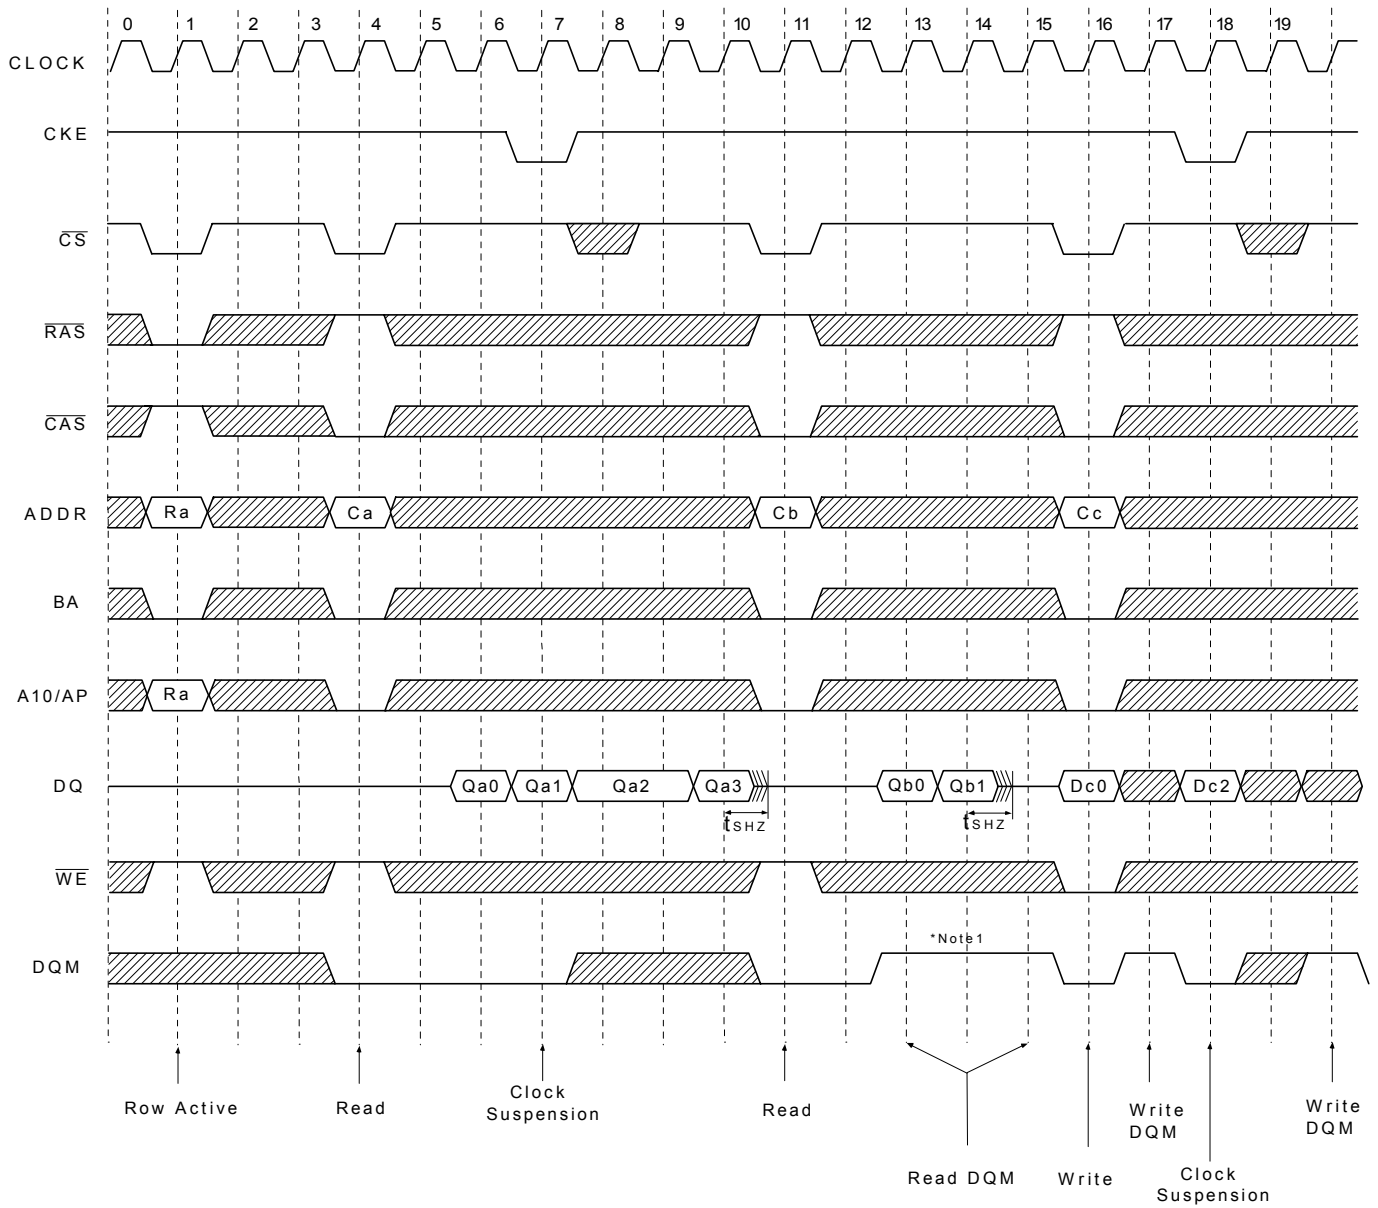 0 1 2 3 4 5 6 7 8 9 10 11 12 13 14 15 16 17 18 19
CLOCK
CKE
CS
RAS
CAS
ADDR Ra Ca Cb Cc
BA
A10/AP Ra
DQ Qa0 Qa1 Qa2 Qa3 Qb0 Qb1 Dc0 Dc2
tSHZ tSHZ
WE
*Note1
DQM
Row Active
Read
Clock
Suspension
Read
Read DQM
Write
Write
DQM
Clock
Suspension
Write
DQM